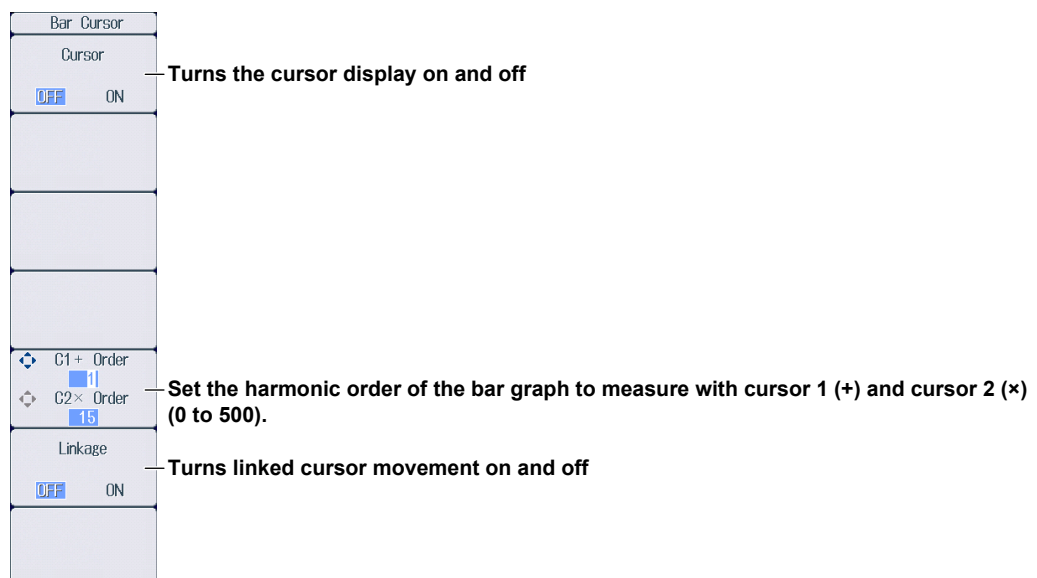 Bar Cursor
Cursor
OFF ON
Turns the cursor display on and off
C1+ Order
1
C2× Order
15
Set the harmonic order of the bar graph to measure with cursor 1 (+) and cursor 2 (×)
(0 to 500).
Linkage
OFF ON
Turns linked cursor movement on and off